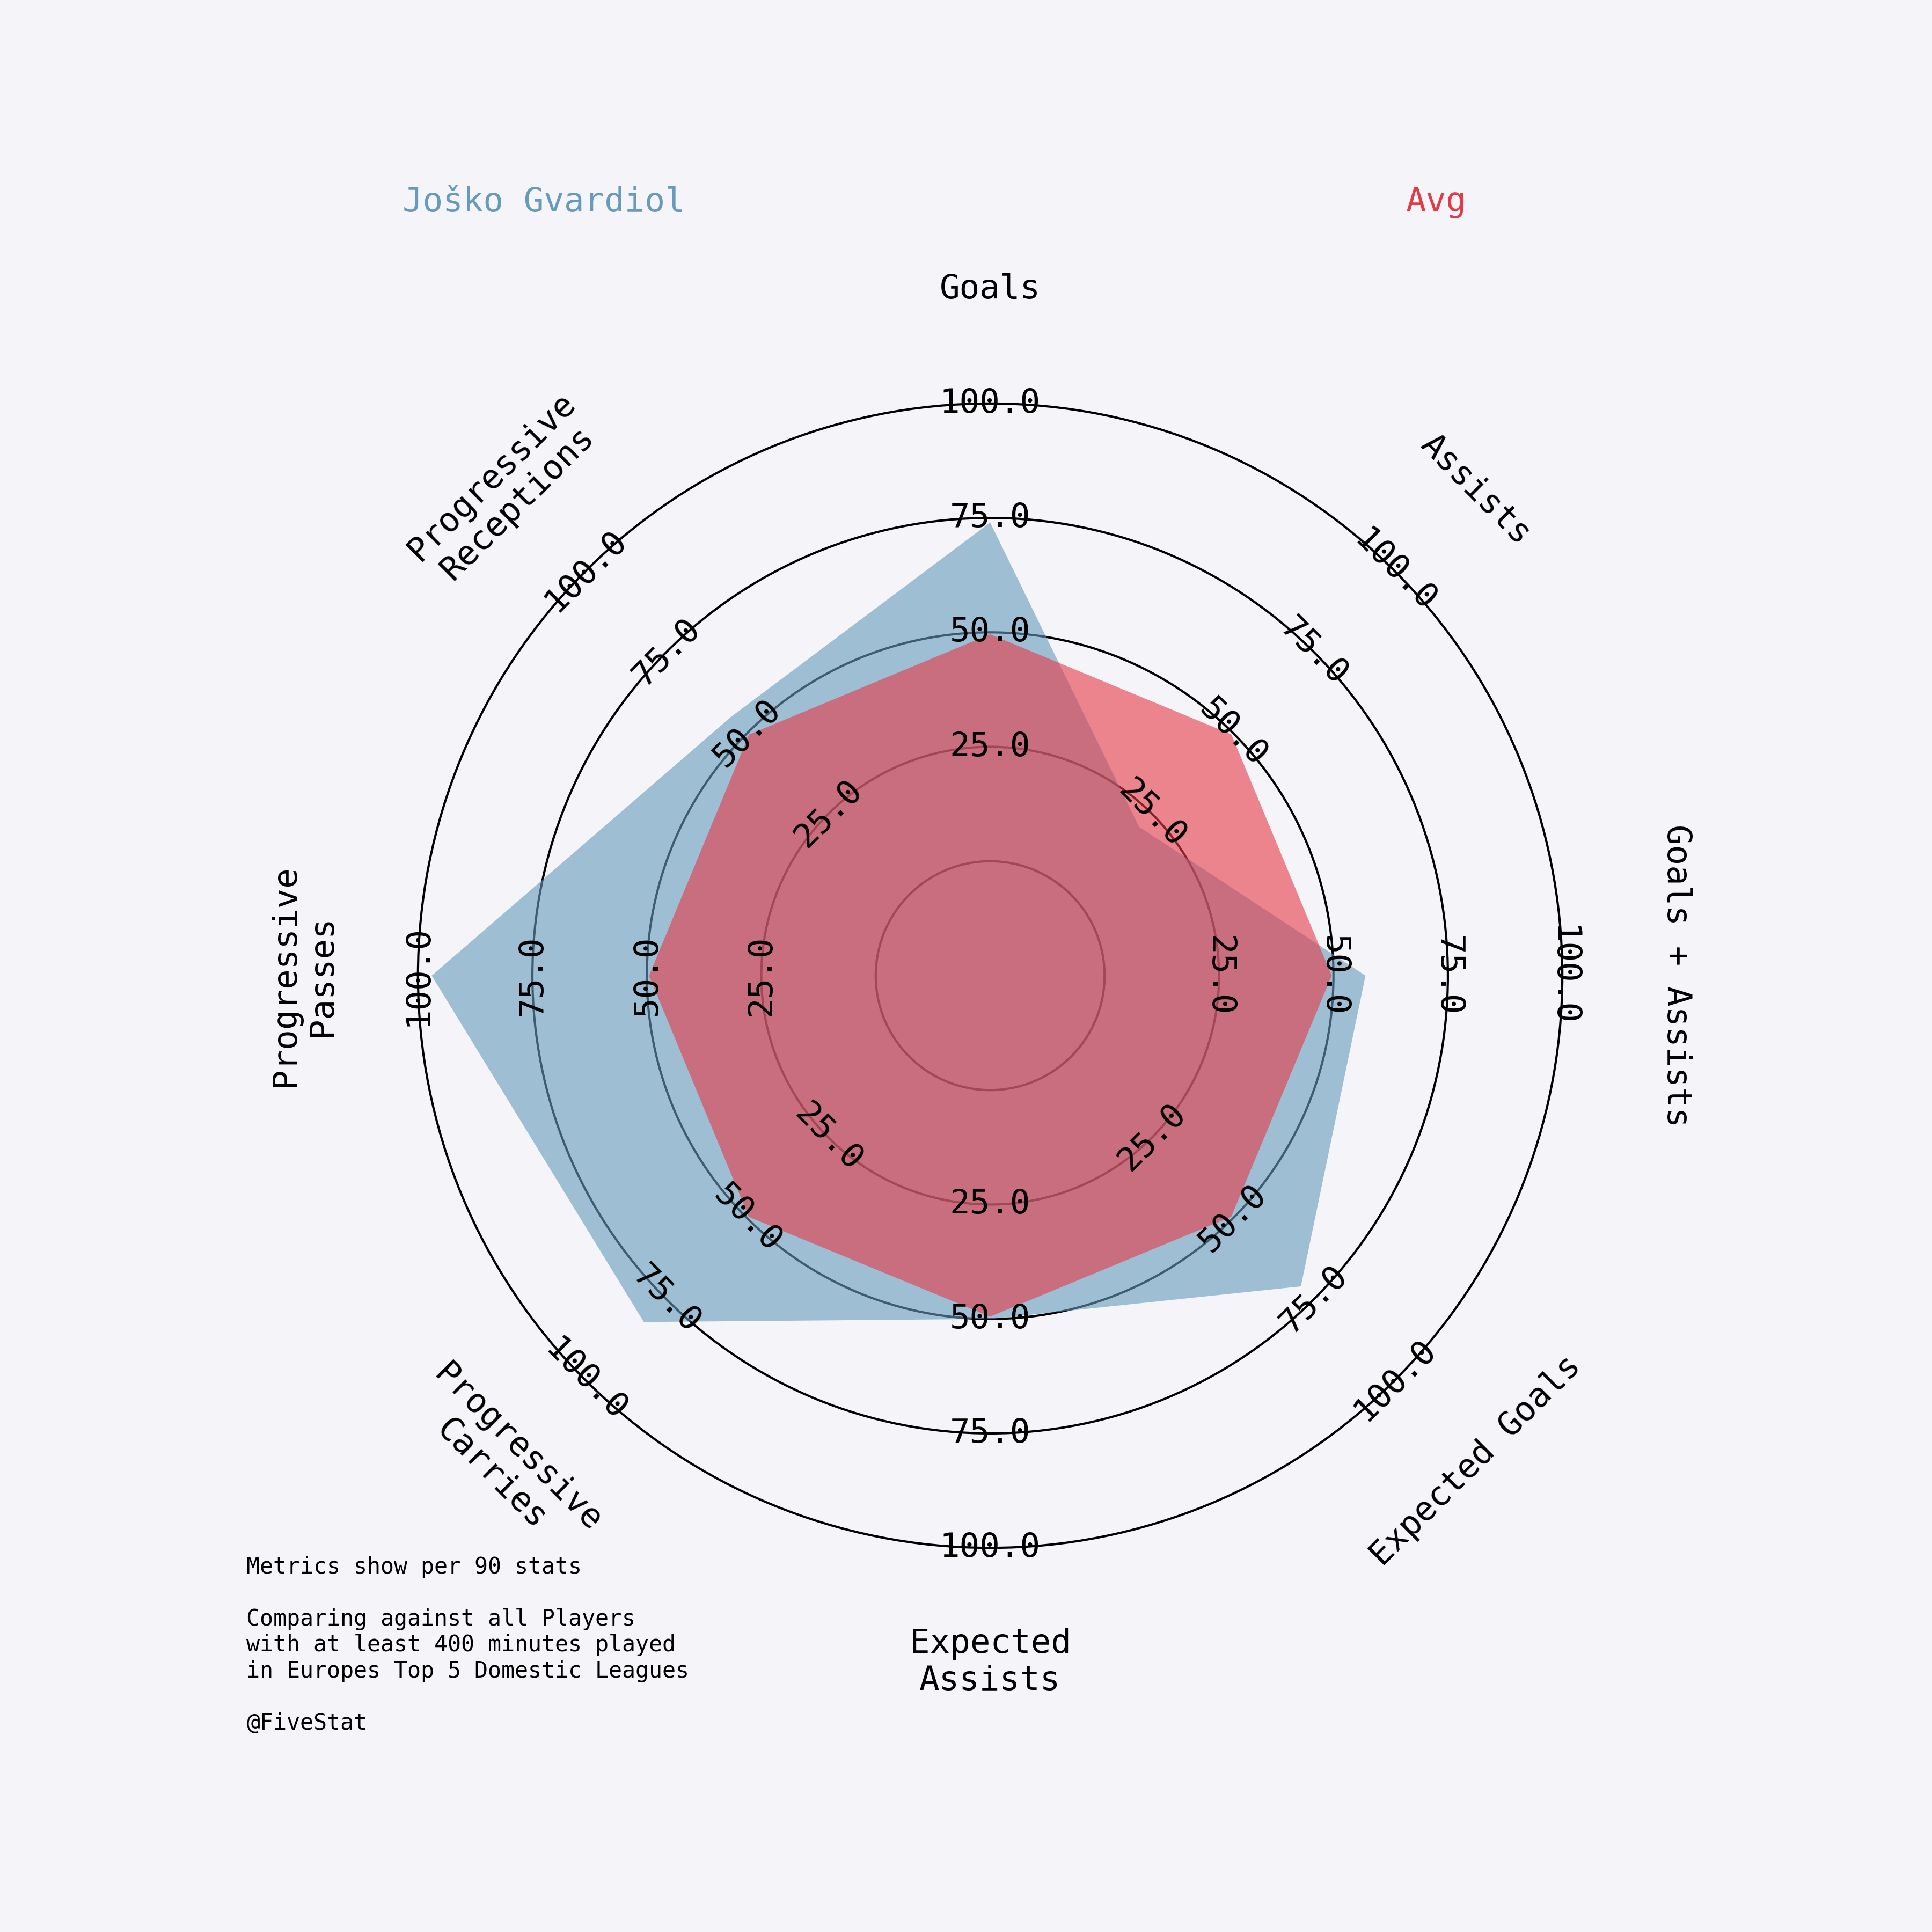 Joško Gvardiol
Avg
Goals
Assists
Goals + Assists
Expected Goals
Expected
Assists
Progressive
Carries
Progressive
Passes
Progressive
Receptions
25.0
50.0
75.0
100.0
25.0
50.0
75.0
100.0
25.0
50.0
75.0
100.0
25.0
50.0
75.0
100.0
25.0
50.0
75.0
100.0
25.0
50.0
75.0
100.0
25.0
50.0
75.0
100.0
25.0
50.0
75.0
100.0
Metrics show per 90 stats
Comparing against all Players
with at least 400 minutes played
in Europes Top 5 Domestic Leagues
@FiveStat